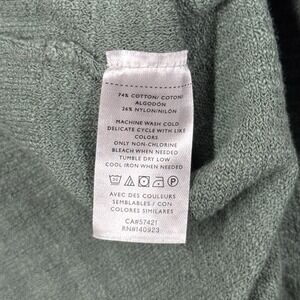 74% COTTON/ COTON/
ALGODÓN
26% NYLON/NILÓN
MACHINE WASH COLD
DELICATE CYCLE WITH LIKE
COLORS
ONLY NON-CHLORINE
BLEACH WHEN NEEDED
TUMBLE DRY LOW
COOL IRON WHEN NEEDED
AVEC DES COULEURS
SEMBLABLES / CON
COLORES SIMILARES
CA#57421
RN#140923